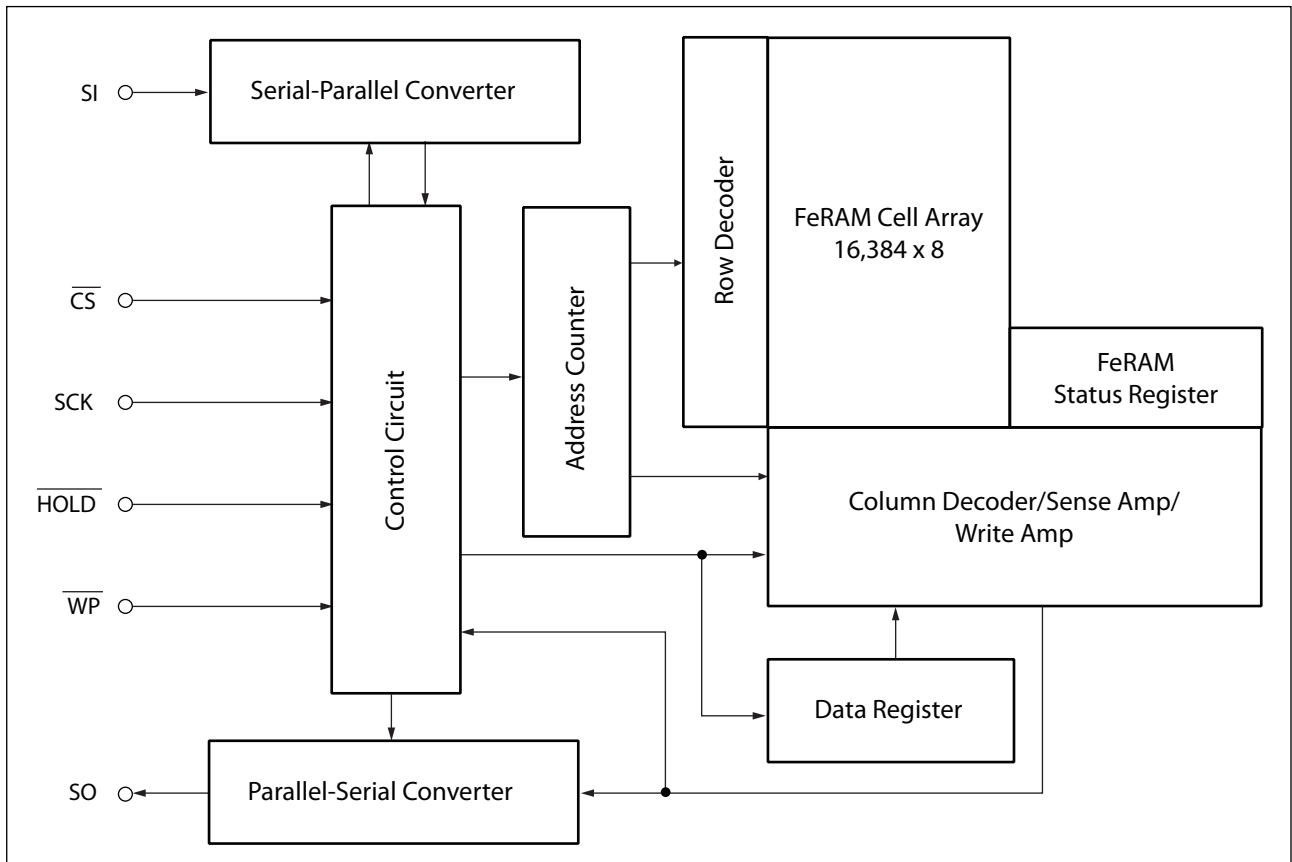 SI
Serial-Parallel Converter
Row Decoder
FeRAM Cell Array
16,384 x 8
CS
SCK
HOLD
WP
Control Circuit
Address Counter
FeRAM
Status Register
Column Decoder/Sense Amp/
Write Amp
Data Register
SO
Parallel-Serial Converter